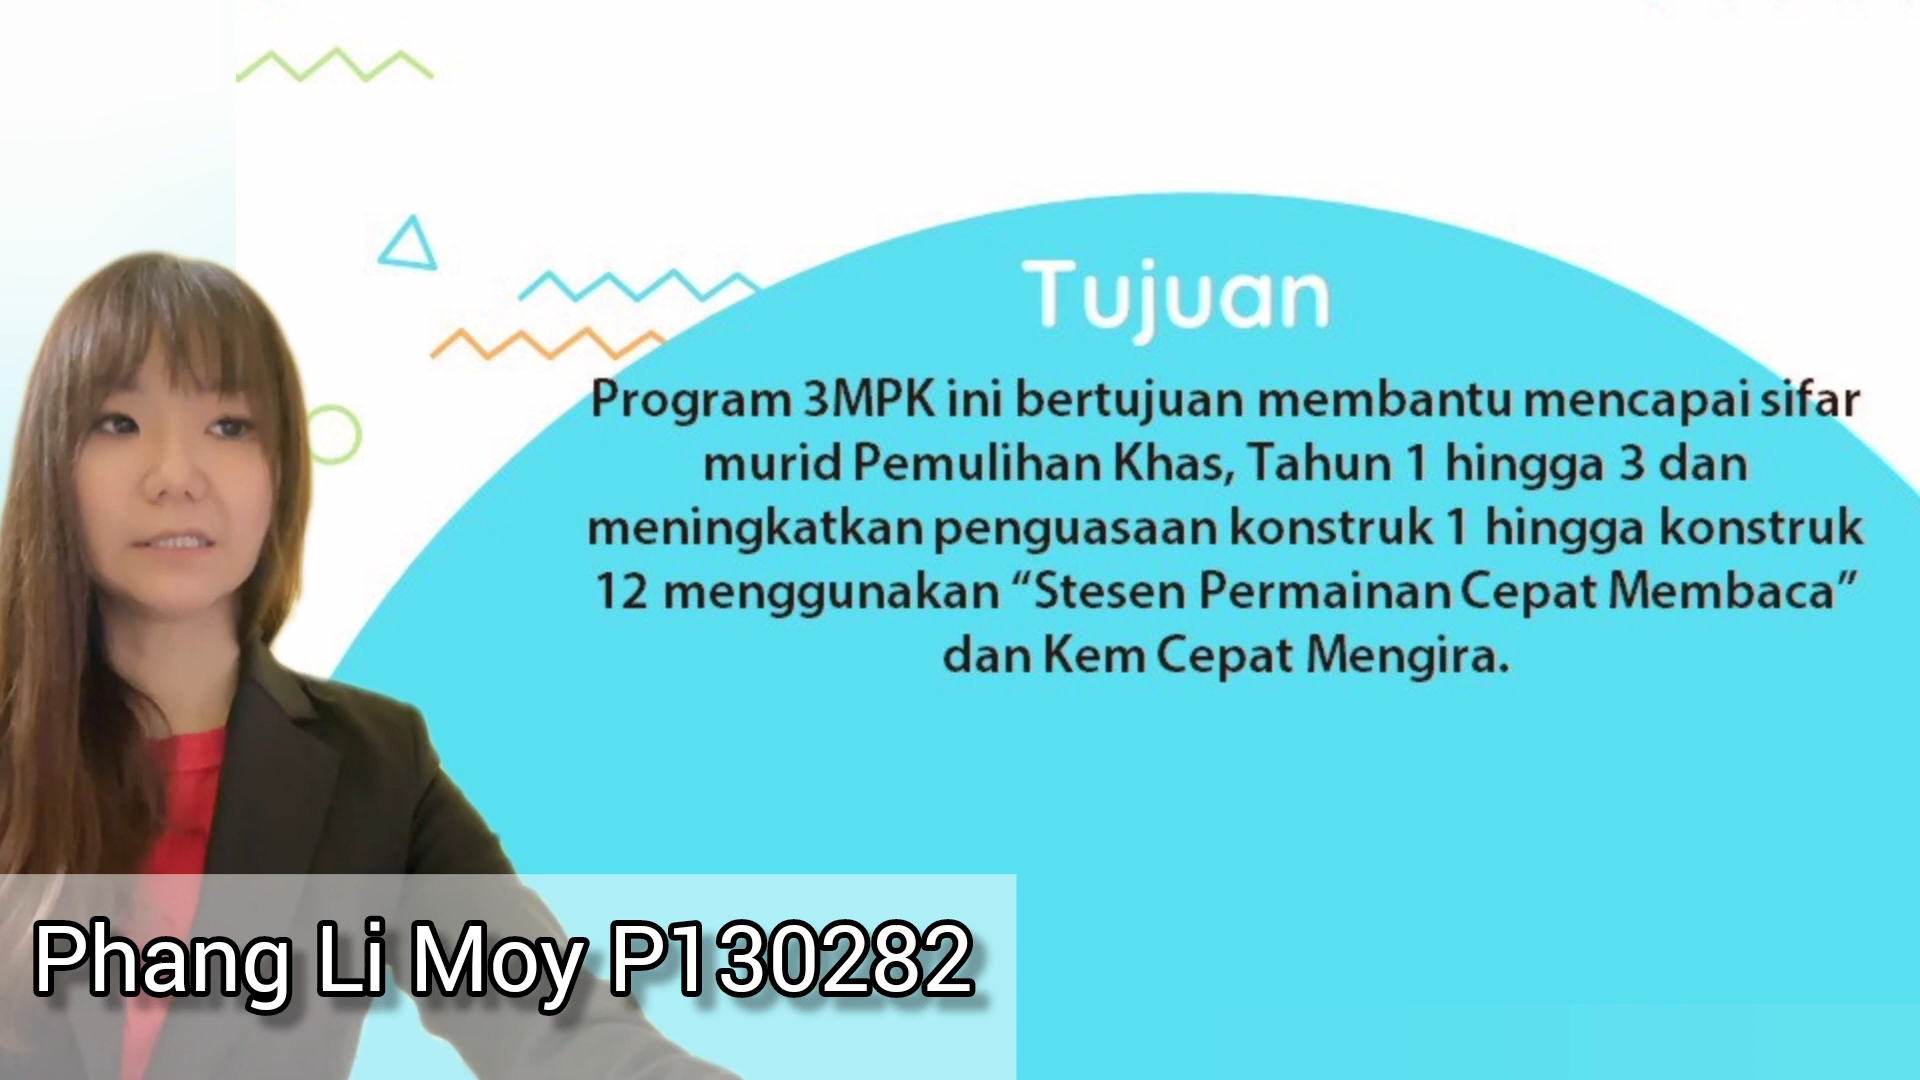 Tujuan
Program 3MPK ini bertujuan membantu mencapai sifar
murid Pemulihan Khas, Tahun 1 hingga 3 dan
meningkatkan penguasaan konstruk 1 hingga konstruk
12 menggunakan “Stesen Permainan Cepat Membaca”
dan Kem Cepat Mengira.
Phang Li Moy P130282